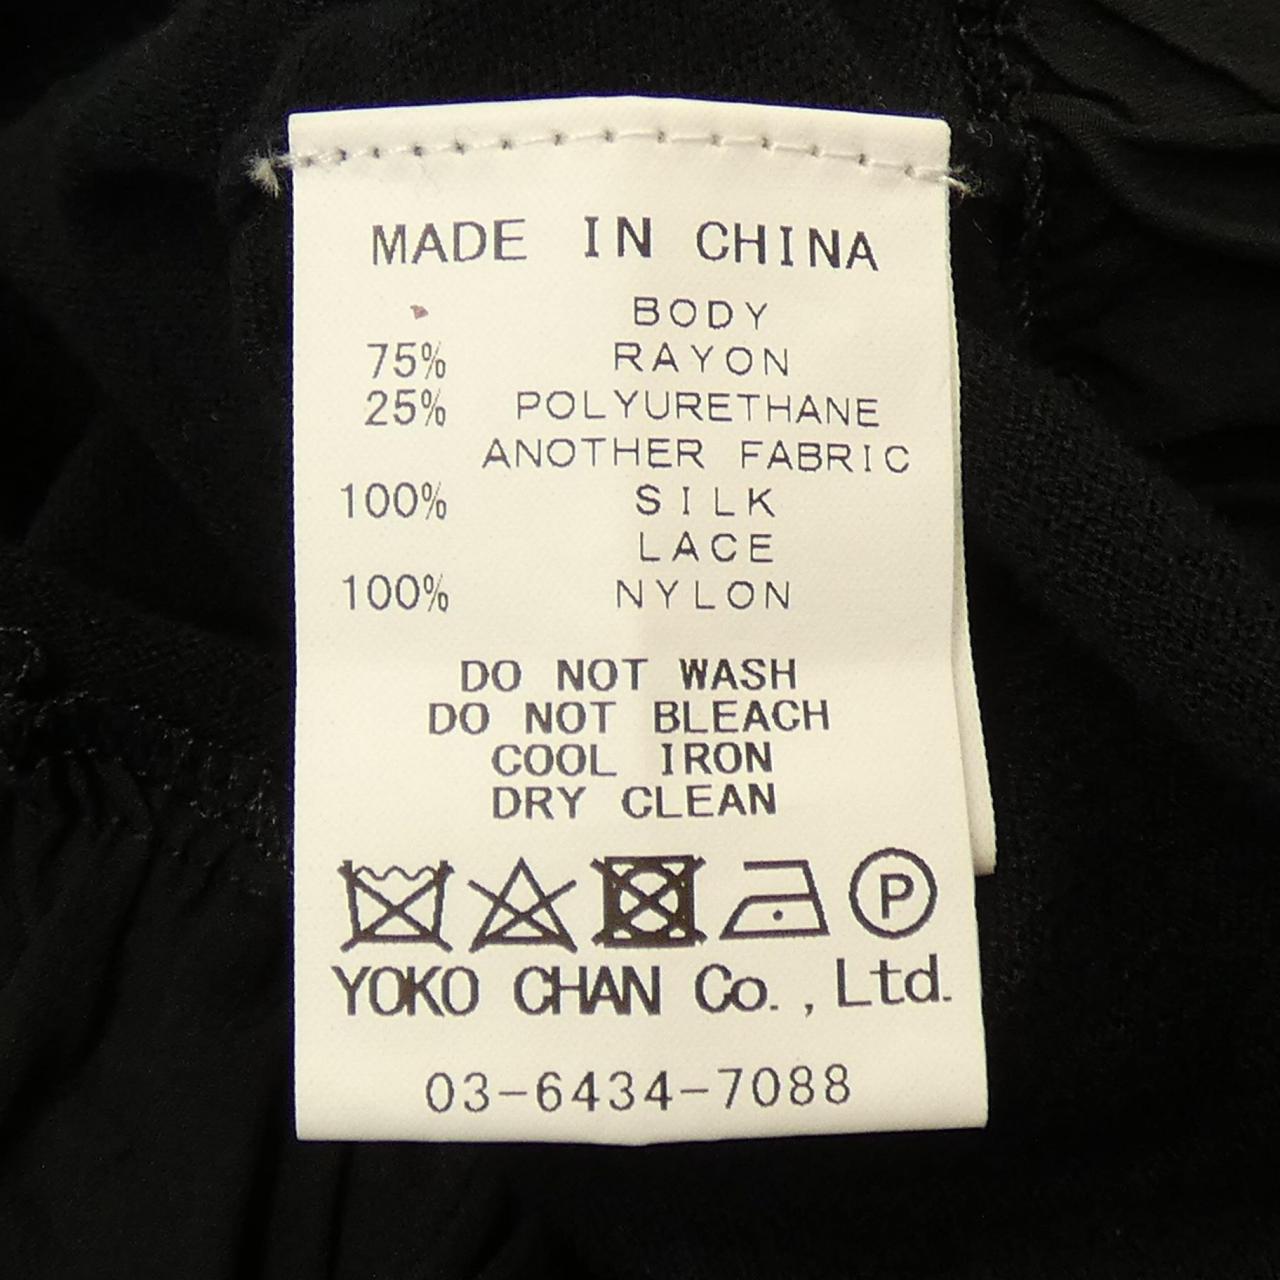 MADE IN CHINA
BODY
75% RAYON
25% POLYURETHANE
ANOTHER FABRIC
100% SILK
LACE
100% NYLON
DO NOT WASH
DO NOT BLEACH
COOL IRON
DRY CLEAN
P
YOKO CHAN Co., Ltd.
03-6434-7088